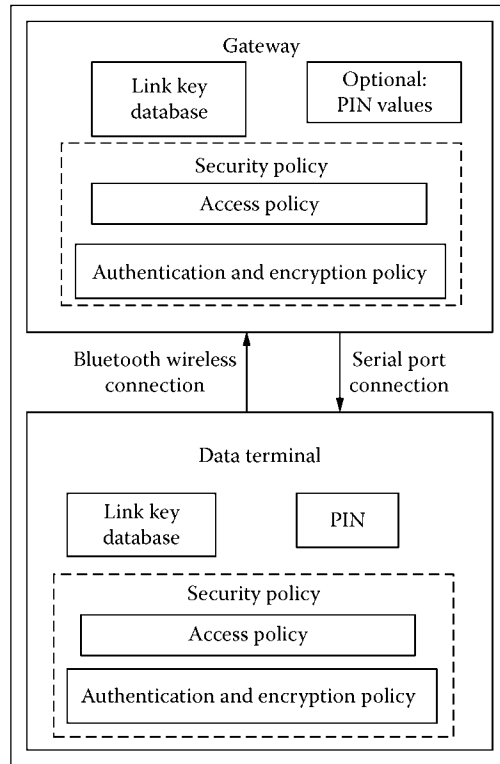 Gateway
Link key
database
Optional:
PIN values
Security policy
Access policy
Authentication and encryption policy
Bluetooth wireless
connection
Serial port
connection
Data terminal
Link key
database
PIN
Security policy
Access policy
Authentication and encryption policy